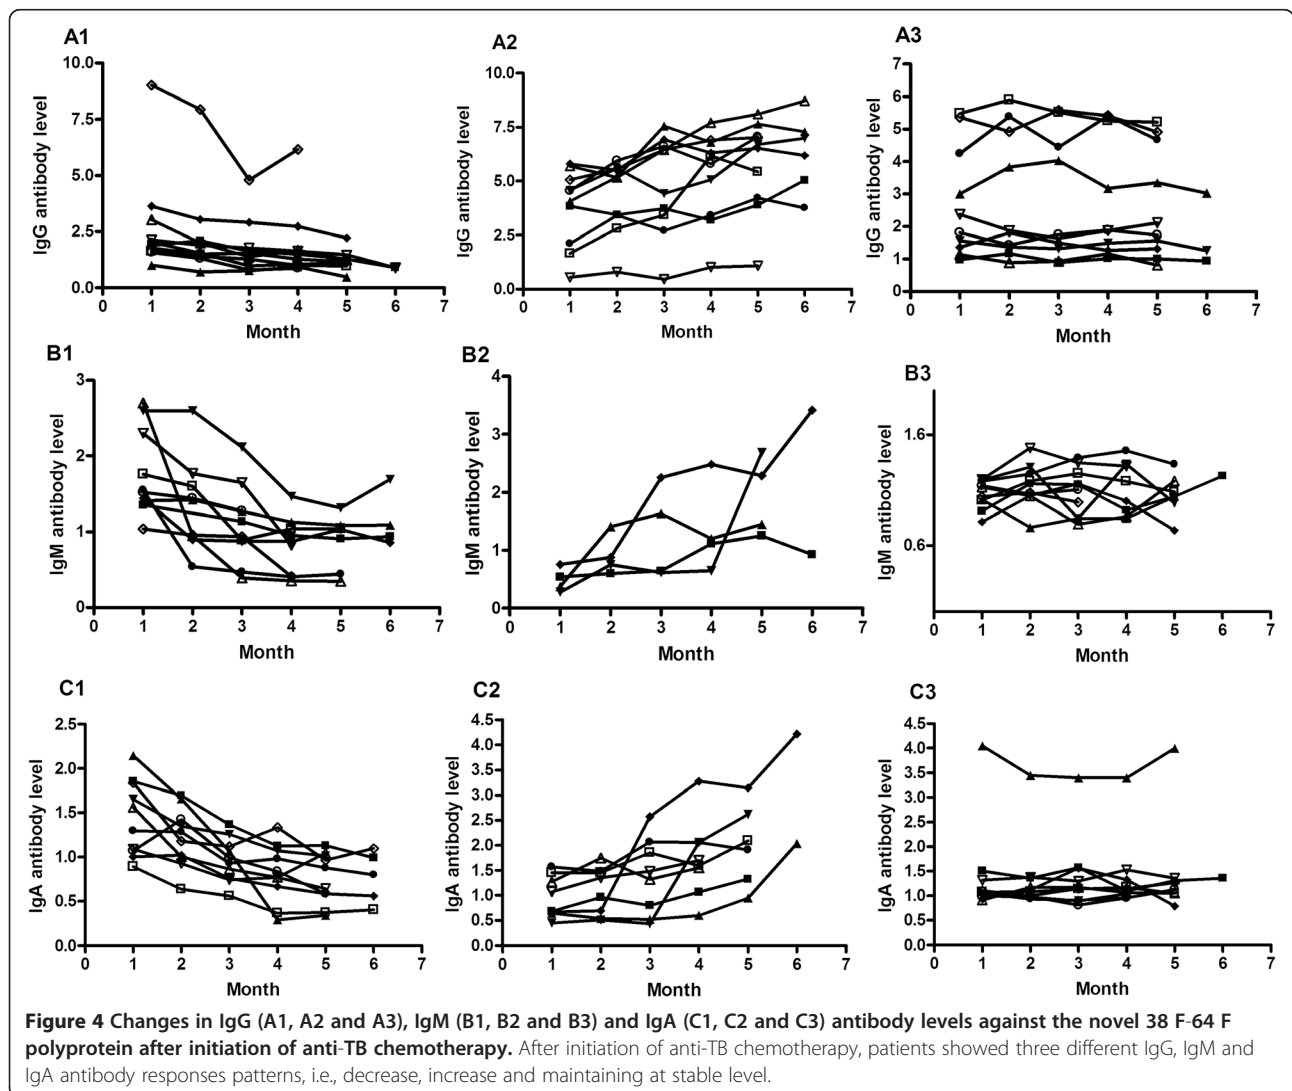 A1
10.0
7.5
5.0
2.5
0.0
IgG antibody level
0 1 2 3 4 5 6 7
Month
A2
10.0
7.5
5.0
2.5
0.0
IgG antibody level
0 1 2 3 4 5 6 7
Month
A3
7
6
5
4
3
2
1
0
IgG antibody level
0 1 2 3 4 5 6 7
Month
B1
3
2
1
0
IgM antibody level
0 1 2 3 4 5 6 7
Month
B2
4
3
2
1
0
IgM antibody level
0 1 2 3 4 5 6 7
Month
B3
1.6
0.6
IgM antibody level
0 1 2 3 4 5 6 7
Month
C1
2.5
2.0
1.5
1.0
0.5
0.0
IgA antibody level
0 1 2 3 4 5 6 7
Month
C2
4.5
4.0
3.5
3.0
2.5
2.0
1.5
1.0
0.5
0.0
IgA antibody level
0 1 2 3 4 5 6 7
Month
C3
4.5
4.0
3.5
3.0
2.5
2.0
1.5
1.0
0.5
0.0
IgA antibody level
0 1 2 3 4 5 6 7
Month
Figure 4 Changes in IgG (A1, A2 and A3), IgM (B1, B2 and B3) and IgA (C1, C2 and C3) antibody levels against the novel 38 F-64 F
polyprotein after initiation of anti-TB chemotherapy. After initiation of anti-TB chemotherapy, patients showed three different IgG, IgM and
IgA antibody responses patterns, i.e., decrease, increase and maintaining at stable level.